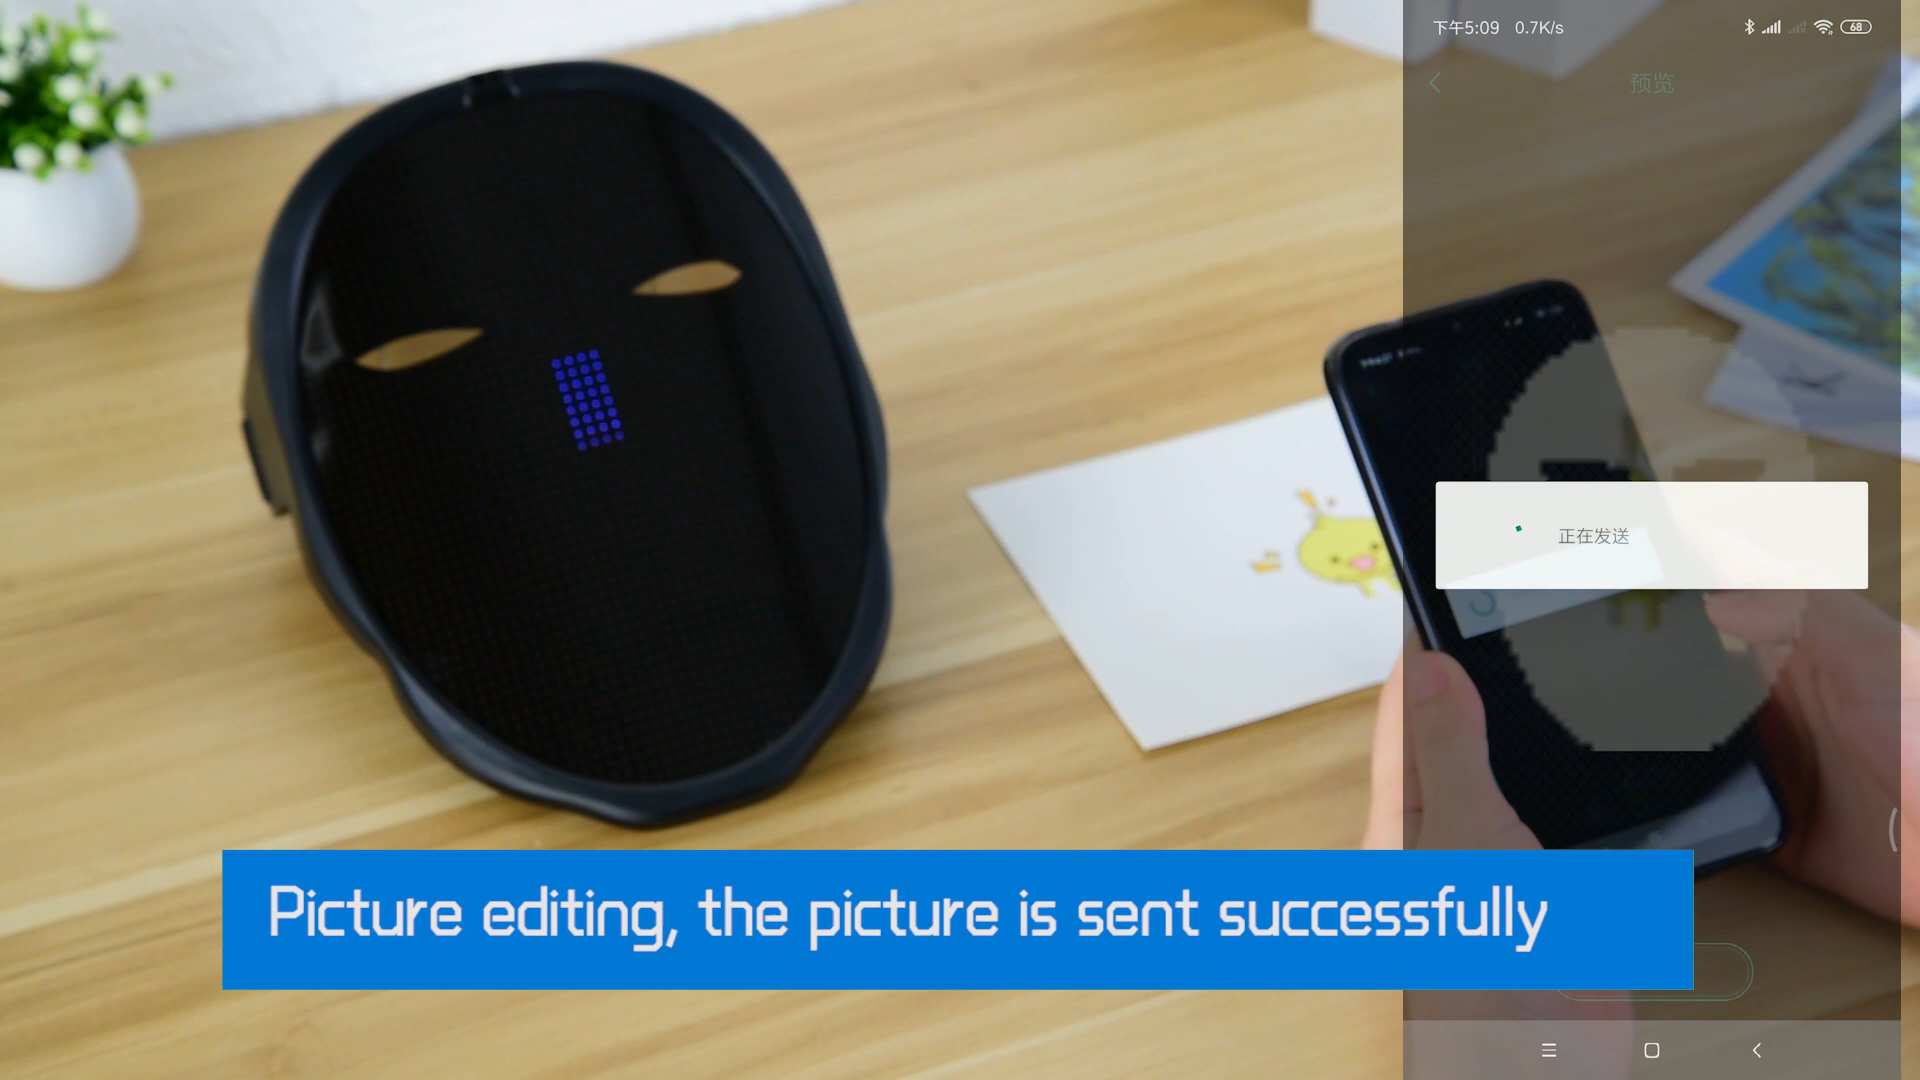 下午5:09 0.7K/s
68
预览
正在发送
Picture editing, the picture is sent successfully